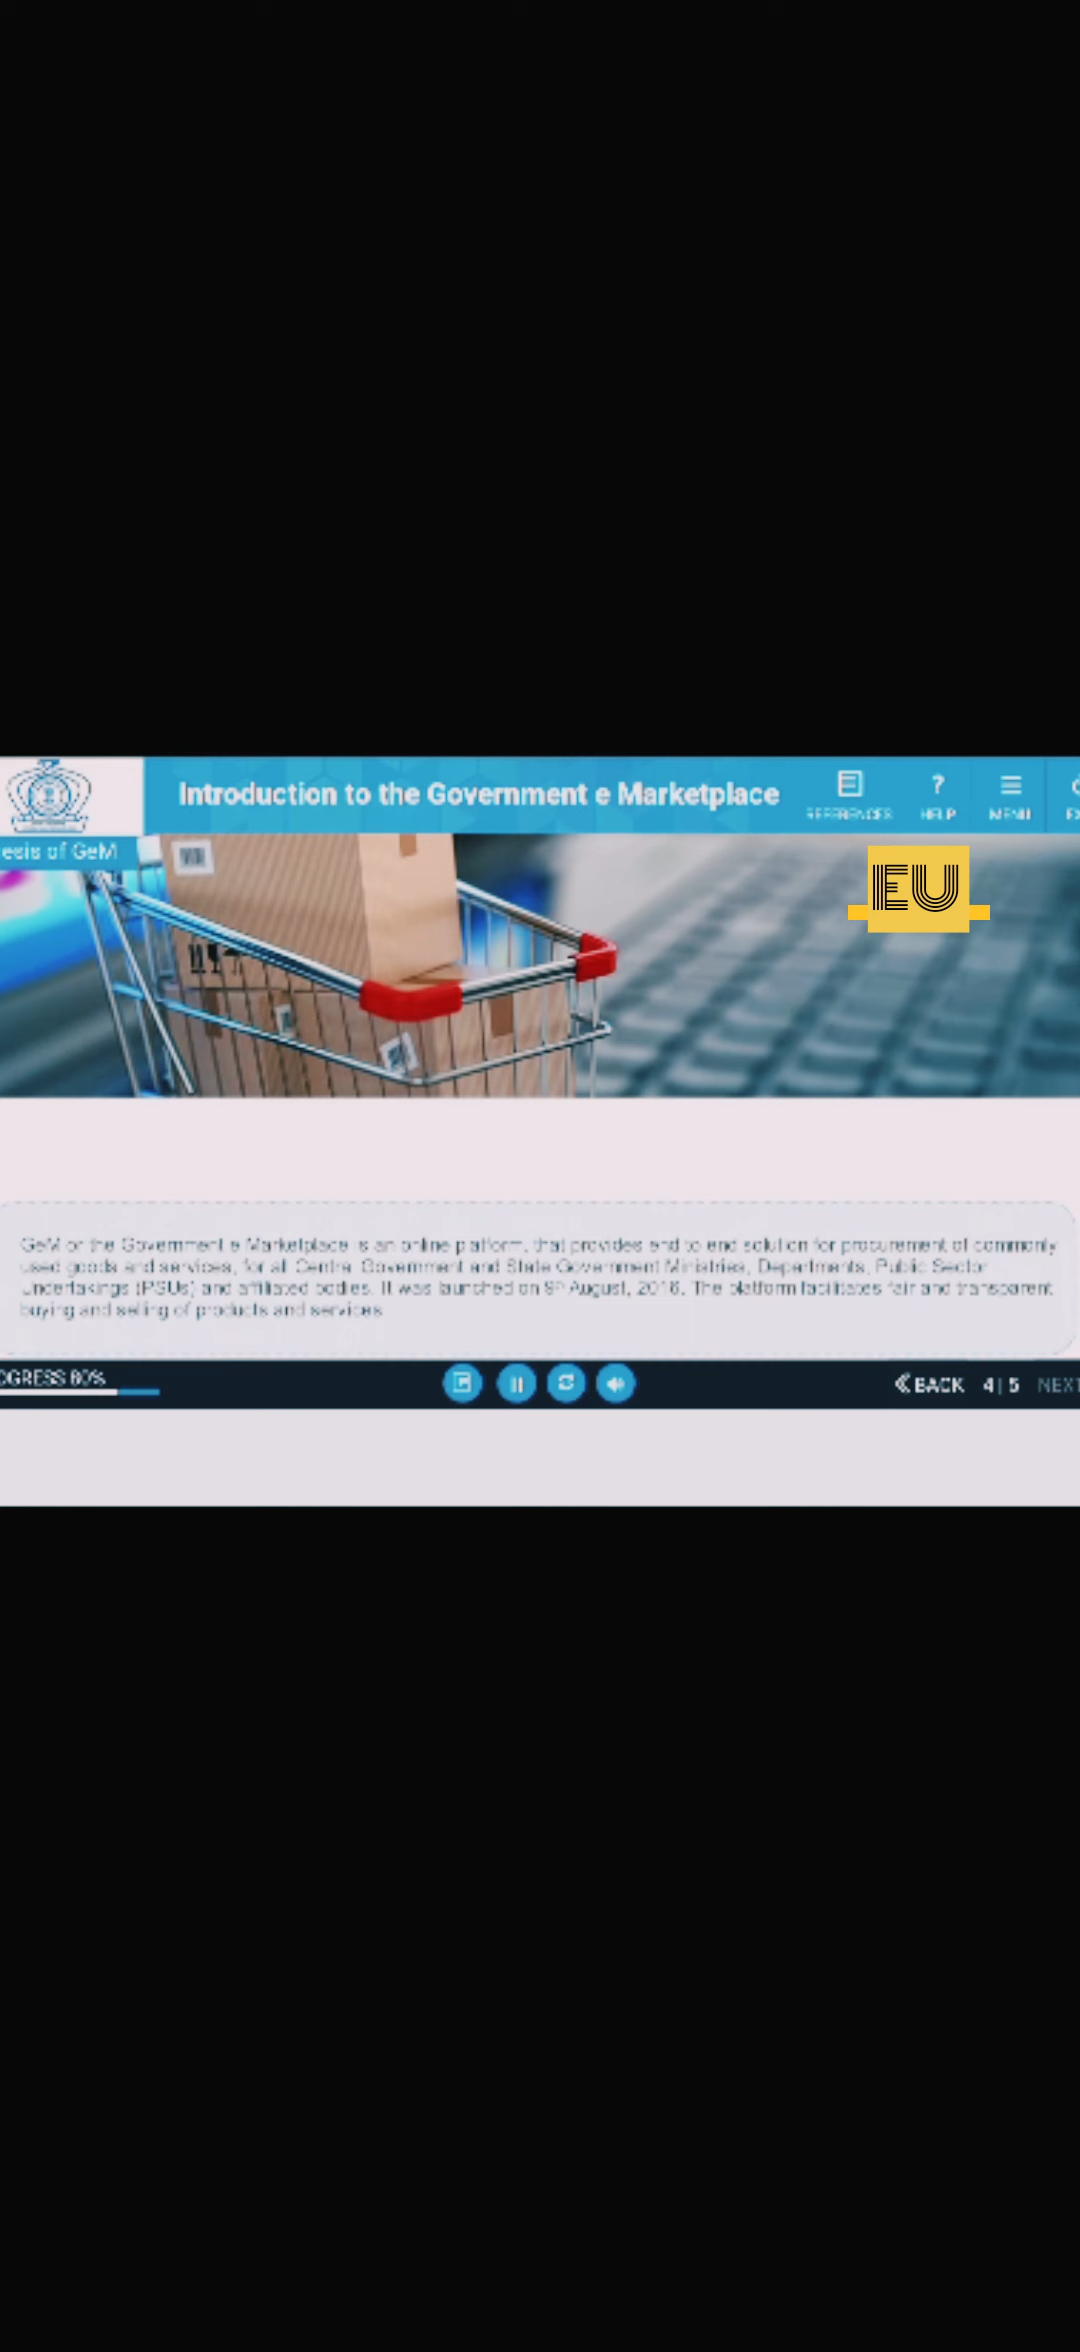 Introduction to the Government e Marketplace
REFERENCES
HELP
MENU
esis of GeM
EU
GeM or the Government e Marketplace is an online platform, that provides end to end solution for procurement of commonly
used goods and services, for all Central Government and State Government Ministries, Departments, Public Sector
Undertakings (PSUs) and affiliated bodies. It was launched on 9th August, 2016. The platform facilitates fair and transparent
buying and selling of products and services
OGRESS 80%
BACK 4 | 5 NEXT